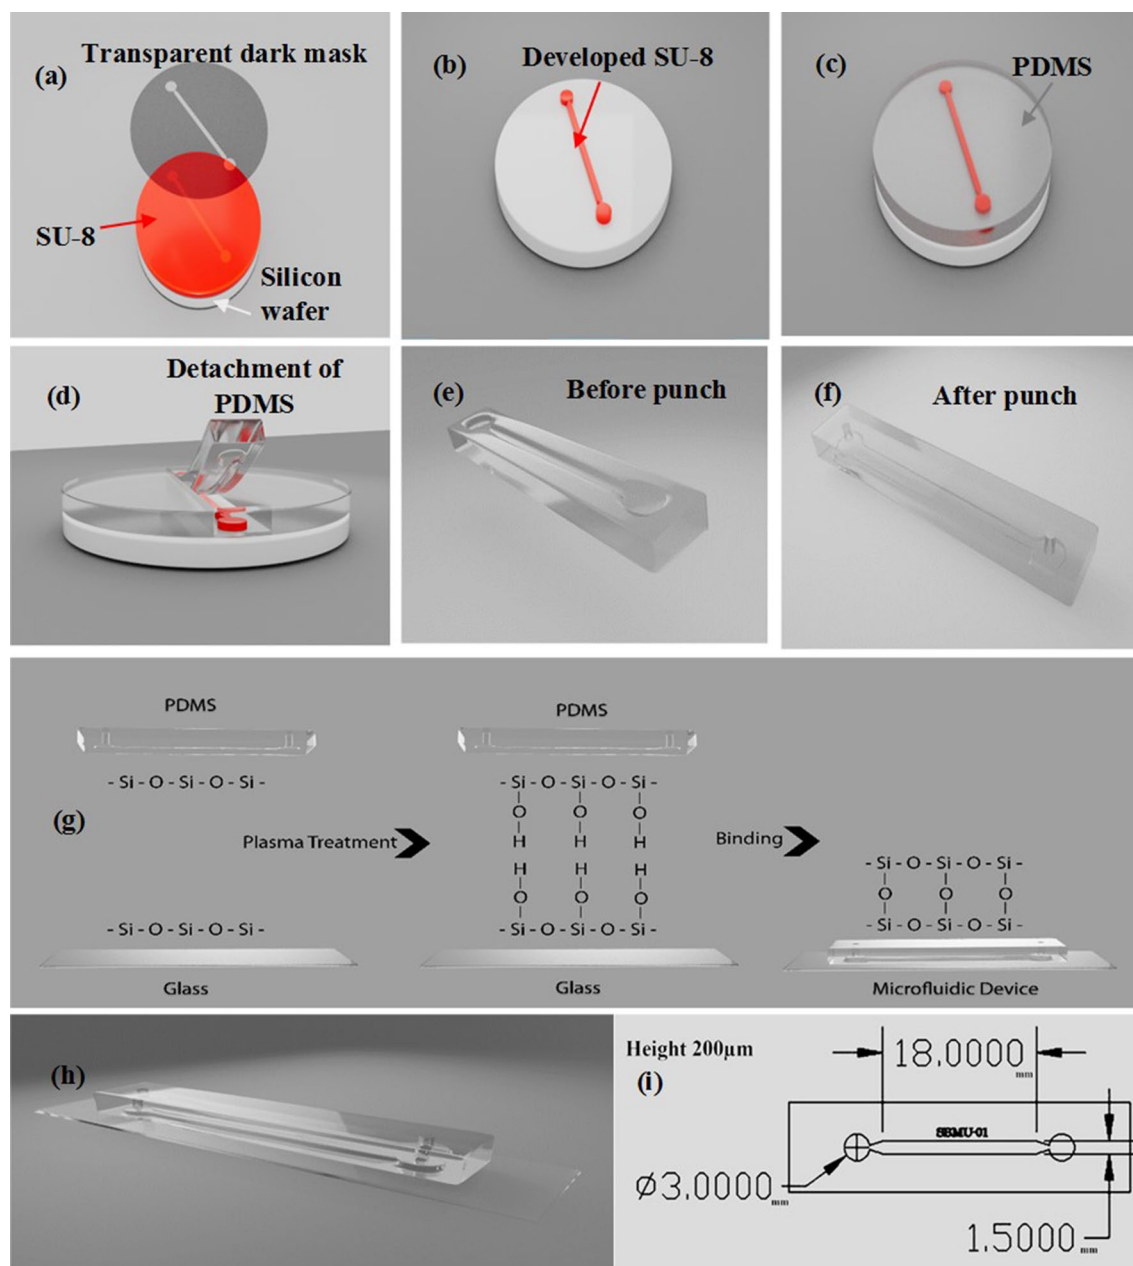 (a)
Transparent dark mask
SU-8
Silicon
wafer
(b)
Developed SU-8
(c)
PDMS
(d)
Detachment of
PDMS
(e)
Before punch
(f)
After punch
(g)
PDMS
- Si - O - Si - O - Si -
Plasma Treatment
- Si - O - Si - O - Si -
Glass
PDMS
- Si - O - Si - O - Si -
O O O
H H H
H H H
O O O
- Si - O - Si - O - Si -
Glass
Binding
- Si - O - Si - O - Si -
O O O
- Si - O - Si - O - Si -
Microfluidic Device
(h)
Height 200µm
(i)
18.0000 mm
SBMU-01
Ø3.0000 mm
1.5000 mm